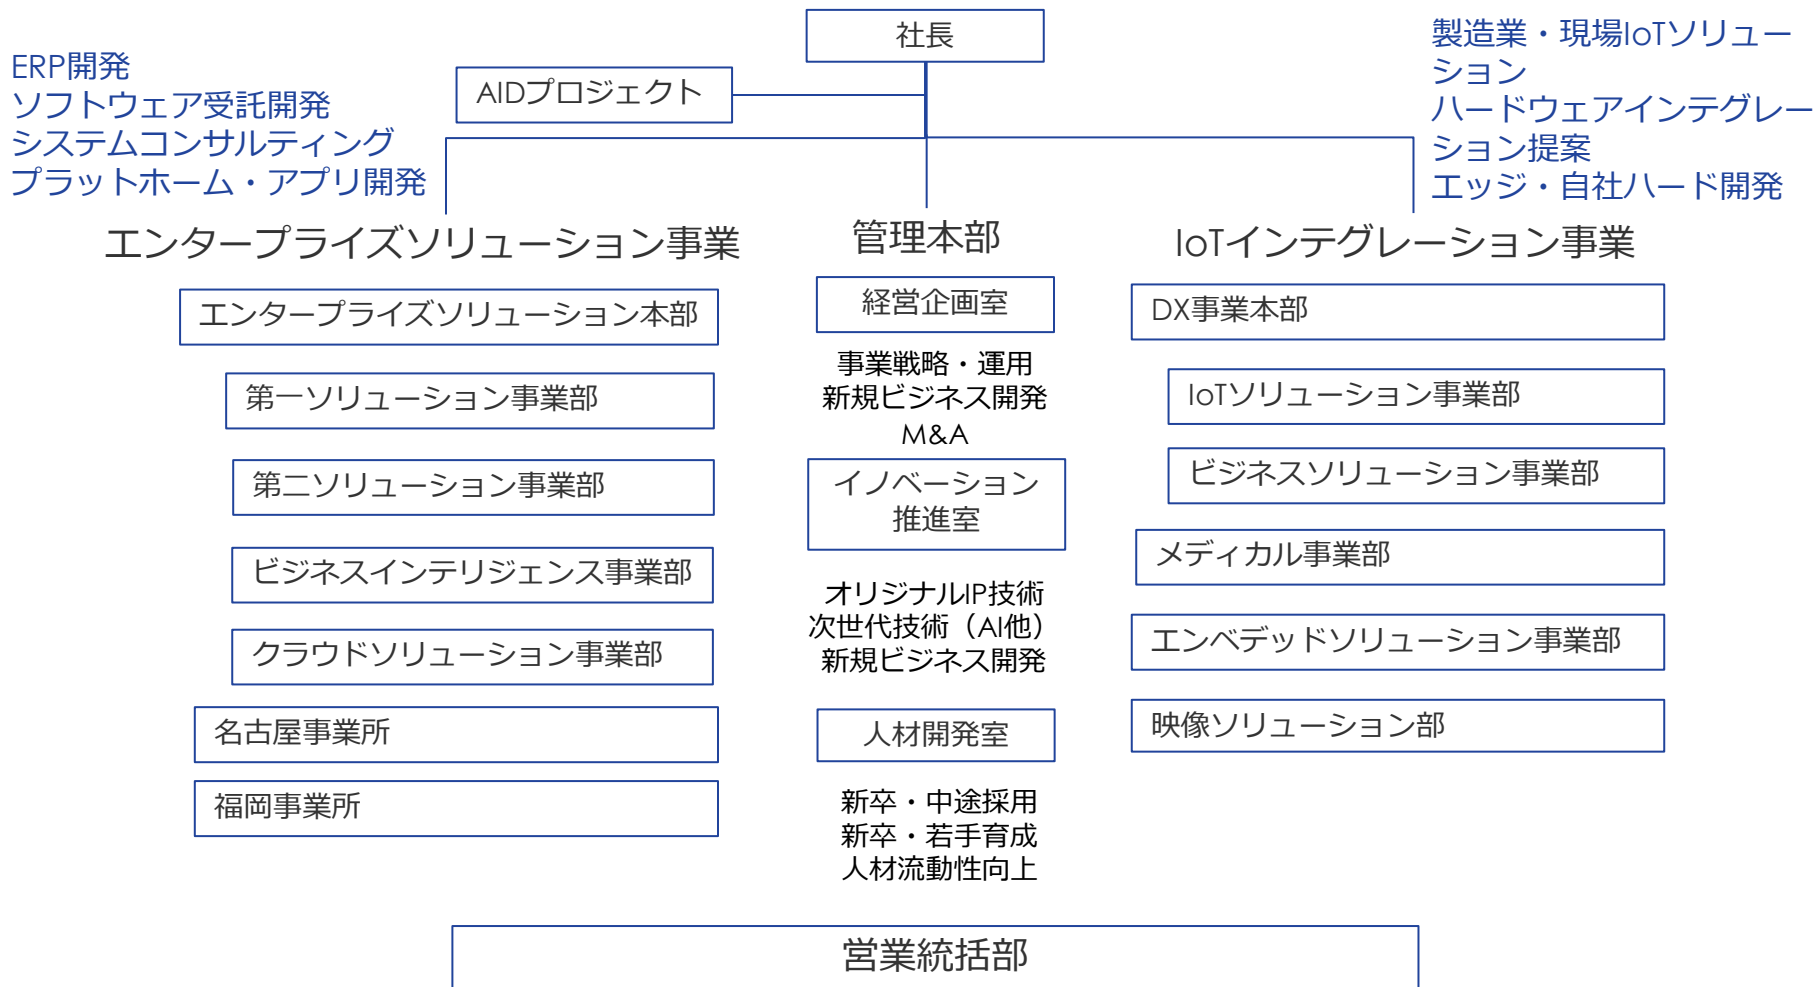 社長
AIDプロジェクト
ERP開発
ソフトウェア受託開発
システムコンサルティング
プラットホーム・アプリ開発
製造業・現場IoTソリュー
ション
ハードウェアインテグレー
ション提案
エッジ・自社ハード開発
エンタープライズソリューション事業
エンタープライズソリューション本部
第一ソリューション事業部
第二ソリューション事業部
ビジネスインテリジェンス事業部
クラウドソリューション事業部
名古屋事業所
福岡事業所
管理本部
経営企画室
事業戦略・運用
新規ビジネス開発
M&A
イノベーション
推進室
オリジナルIP技術
次世代技術（AI他）
新規ビジネス開発
人材開発室
新卒・中途採用
新卒・若手育成
人材流動性向上
IoTインテグレーション事業
DX事業本部
IoTソリューション事業部
ビジネスソリューション事業部
メディカル事業部
エンベデッドソリューション事業部
映像ソリューション部
営業統括部